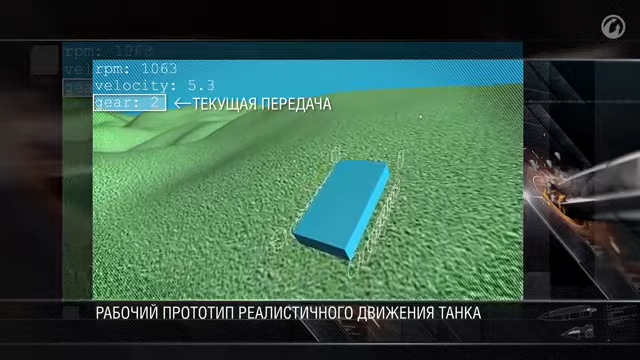 rpm: 1063
velocity: 5.3
gear: 2 ←ТЕКУЩАЯ ПЕРЕДАЧА
РАБОЧИЙ ПРОТОТИП РЕАЛИСТИЧНОГО ДВИЖЕНИЯ ТАНКА